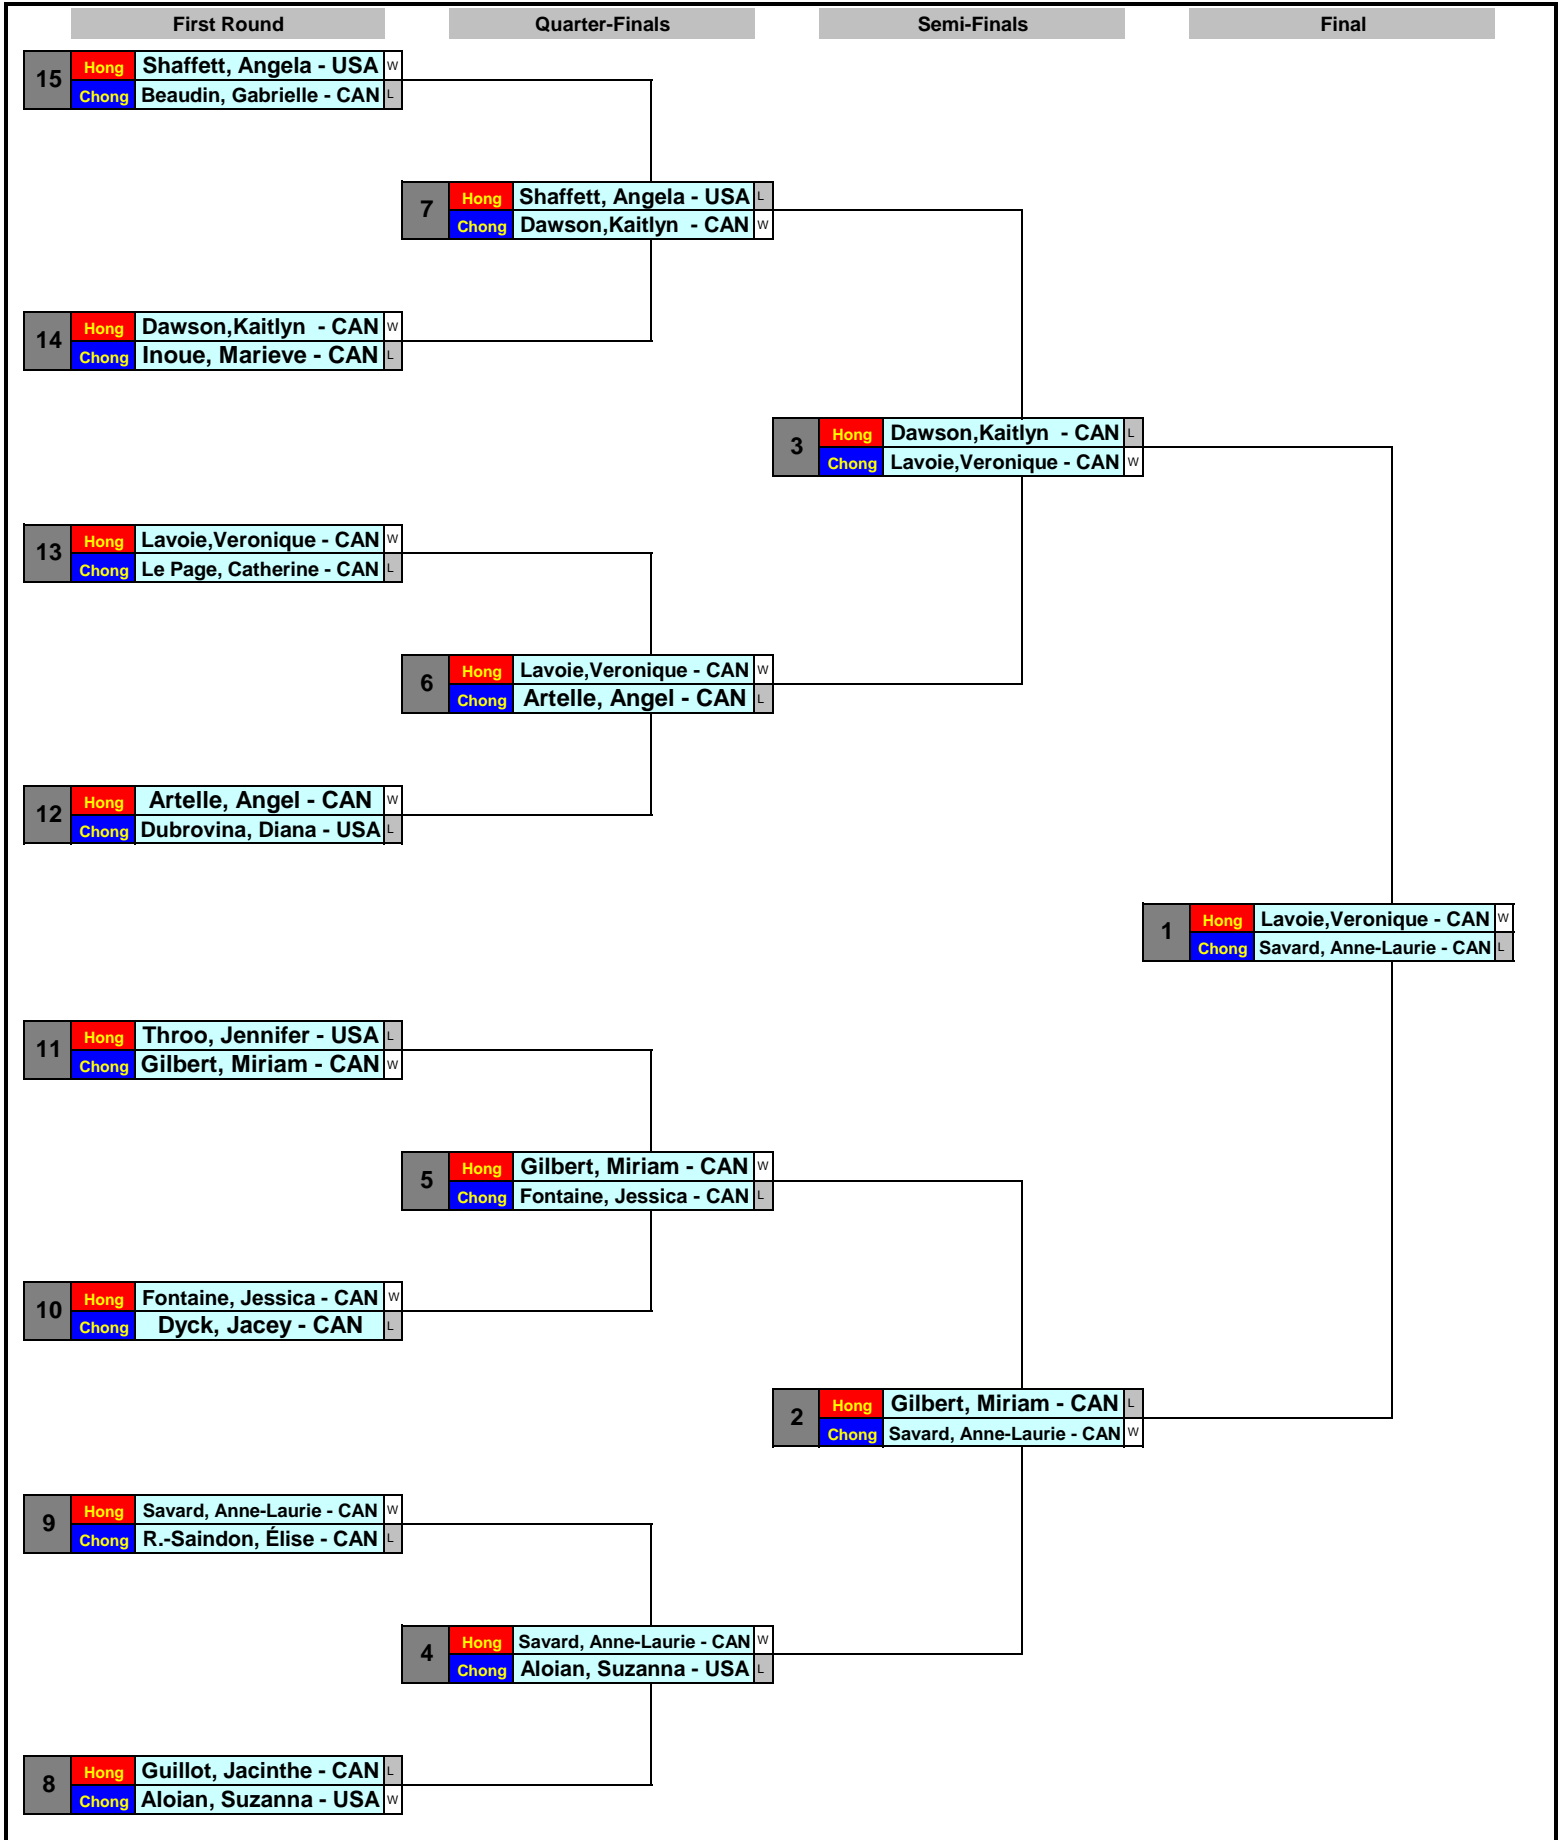 First Round Quarter-Finals Semi-Finals Final
15 Hong Shaffett, Angela - USA W
Chong Beaudin, Gabrielle - CAN L
7 Hong Shaffett, Angela - USA L
Chong Dawson,Kaitlyn  - CAN W
14 Hong Dawson,Kaitlyn  - CAN W
Chong Inoue, Marieve - CAN L
3 Hong Dawson,Kaitlyn  - CAN L
Chong Lavoie,Veronique - CAN W
13 Hong Lavoie,Veronique - CAN W
Chong Le Page, Catherine - CAN L
6 Hong Lavoie,Veronique - CAN W
Chong Artelle, Angel - CAN L
12 Hong Artelle, Angel - CAN W
Chong Dubrovina, Diana - USA L
1 Hong Lavoie,Veronique - CAN W
Chong Savard, Anne-Laurie - CAN L
11 Hong Throo, Jennifer - USA L
Chong Gilbert, Miriam - CAN W
5 Hong Gilbert, Miriam - CAN W
Chong Fontaine, Jessica - CAN L
10 Hong Fontaine, Jessica - CAN W
Chong Dyck, Jacey - CAN L
2 Hong Gilbert, Miriam - CAN L
Chong Savard, Anne-Laurie - CAN W
9 Hong Savard, Anne-Laurie - CAN W
Chong R.-Saindon, Élise - CAN L
4 Hong Savard, Anne-Laurie - CAN W
Chong Aloian, Suzanna - USA L
8 Hong Guillot, Jacinthe - CAN L
Chong Aloian, Suzanna - USA W